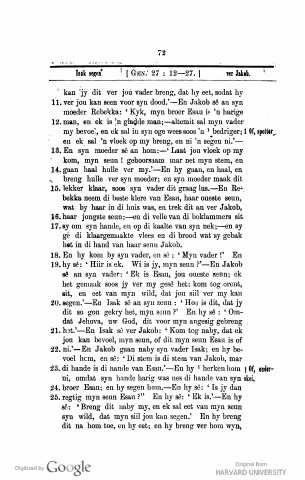 72
Isak segen
[GEN. 27 : 12—27.]
ver Jakob.
kan jy dit ver jou vader breng, dat hy eet, sodat hy
11. ver jou kan seen voor syn dood.'—En Jakob sê an syn
moeder Rebekka: 'Kyk, myn broer Esau is 'n harige
12. man, en ek is 'n gladde man;—altemit sal myn vader
my bevoel, en ek sal in syn oge wees soos 'n ¹ bedriger;
1 Of, spotter
en ek sal 'n vloek op my breng, en ni 'n segen ni.'—
13. En syn moeder sê an hom:—'Laat jou vloek op my
kom, myn seun! gehoorsaam mar net myn stem, en
14. gaan haal hulle ver my.'—En hy gaan, en haal, en
breng hulle ver syn moeder; en syn moeder maak dit
15. lekker klaar, soos syn vader dit graag lus.—En Re-
bekka neem di beste klere van Esau, haar oudste seun,
wat by haar in di huis was, en trek dit an ver Jakob,
16. haar jongste seun;—en di velle van di boklammers sit
17. sy om syn hande, en op di kaalte van syn nek;—en sy
gé di klaargemaakte vlees en di brood wat sy gebak
het in di hand van haar seun Jakob.
18. En hy kom by syn vader, en sê: 'Myn vader!' En
19. hy sê: 'Hiir is ek. Wi is jy, myn seun?'—En Jakob
sê an syn vader: 'Ek is Esau, jou oudste seun; ek
het gemaak soos jy ver my gesê het: kom tog orent,
sit, en eet van myn wild, dat jou siil ver my kan
20. segen.'—En Isak sê an syn seun: 'Hoe is dit, dat jy
dit so gou gekry het, myn seun?' En hy sê: 'Om-
dat Jehova, uw God, dit voor myn angesig gebreng
21. het.'—En Isak sê ver Jakob: 'Kom tog naby, dat ek
jou kan bevoel, myn seun, of dit myn seun Esau is of
22. ni.'—En Jakob gaan naby syn vader Isak; en hy be-
voel hem, en sê: 'Di stem is di stem van Jakob, mar
23. di hande is di hande van Esau.'—En hy ¹ herken hom
ni, omdat syn hande harig was nes di hande van syn
24. broer Esau; en hy segen hom.—En hy sê: 'Is jy dan
25. regtig myn seun Esau?' En hy sê: 'Ek is.'—En hy
sê: 'Breng dit naby my, en ek sal eet van myn seun
syn wild, dat myn siil jou kan segen.' En hy breng
dit na hom toe, en hy eet; en hy breng ver hom wyn,
Digitized by Google
Original from
HARVARD UNIVERSITY